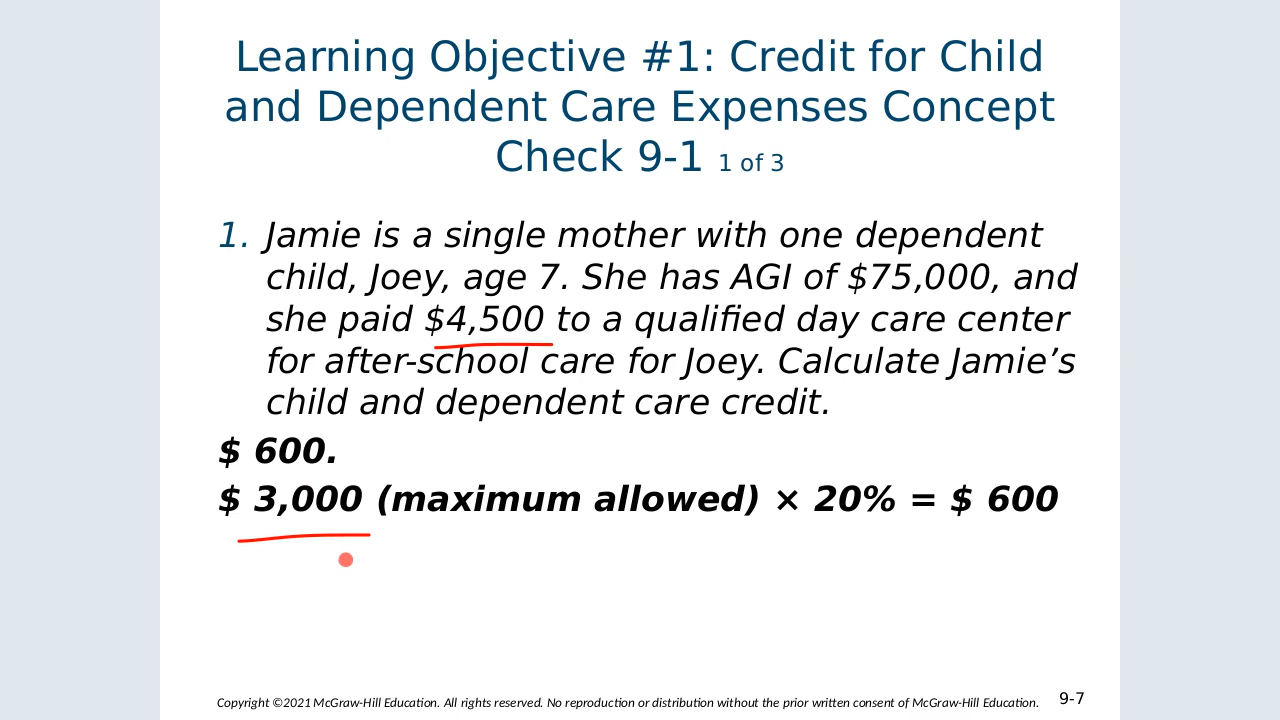 Learning Objective #1: Credit for Child
and Dependent Care Expenses Concept
Check 9-1 1 of 3
1. Jamie is a single mother with one dependent
child, Joey, age 7. She has AGI of $75,000, and
she paid $4,500 to a qualified day care center
for after-school care for Joey. Calculate Jamie’s
child and dependent care credit.
$ 600.
$ 3,000 (maximum allowed) × 20% = $ 600
Copyright ©2021 McGraw-Hill Education. All rights reserved. No reproduction or distribution without the prior written consent of McGraw-Hill Education. 9-7